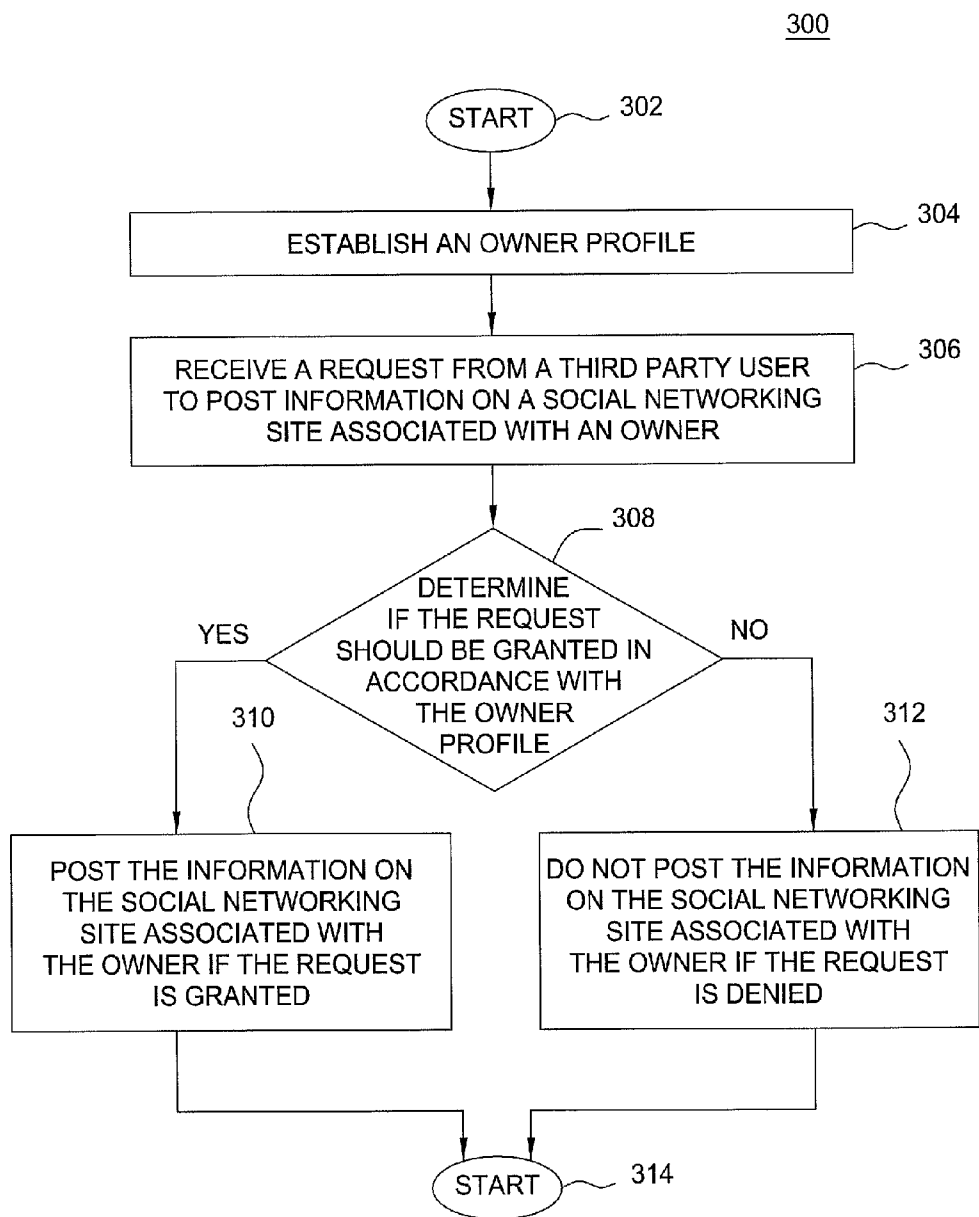 300
START
302
ESTABLISH AN OWNER PROFILE
304
RECEIVE A REQUEST FROM A THIRD PARTY USER
TO POST INFORMATION ON A SOCIAL NETWORKING
SITE ASSOCIATED WITH AN OWNER
306
308
DETERMINE
IF THE REQUEST
SHOULD BE GRANTED IN
ACCORDANCE WITH
THE OWNER
PROFILE
YES
NO
310
POST THE INFORMATION ON
THE SOCIAL NETWORKING
SITE ASSOCIATED WITH
THE OWNER IF THE REQUEST
IS GRANTED
312
DO NOT POST THE INFORMATION
ON THE SOCIAL NETWORKING
SITE ASSOCIATED WITH
THE OWNER IF THE REQUEST
IS DENIED
START
314